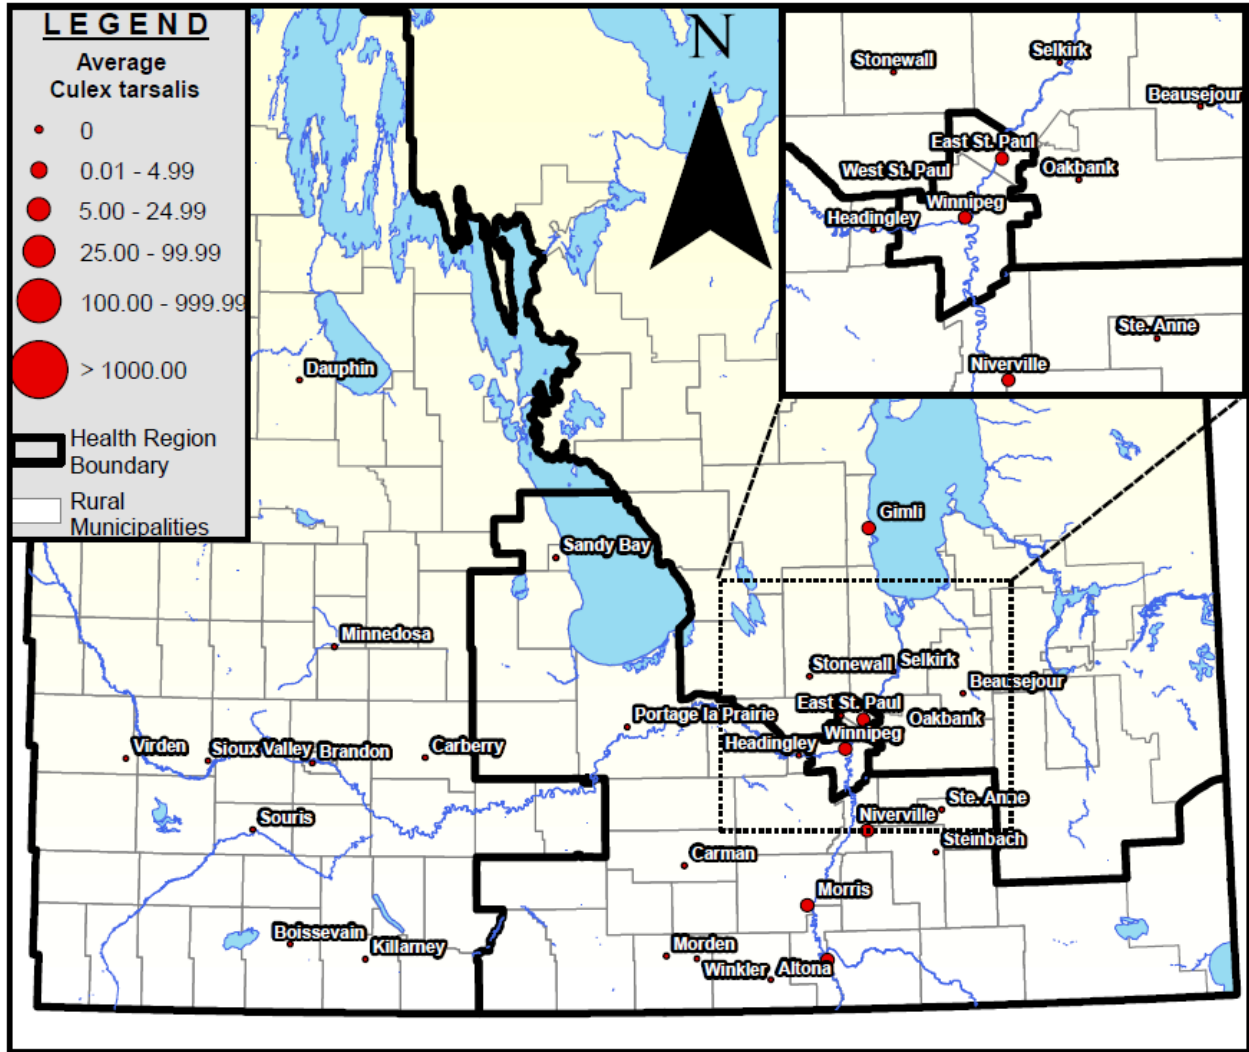 LEGEND
Average
Culex tarsalis
0
0.01 - 4.99
5.00 - 24.99
25.00 - 99.99
100.00 - 999.99
> 1000.00
Health Region
Boundary
Rural
Municipalities
N
Stonewall
Selkirk
Beausejour
East St. Paul
West St. Paul
Oakbank
Winnipeg
Headingley
Ste. Anne
Niverville
Dauphin
Gimli
Sandy Bay
Minnedosa
Stonewall
Selkirk
Beausejour
East St. Paul
Portage la Prairie
Oakbank
Winnipeg
Headingley
Virden
Sioux Valley
Brandon
Carberry
Ste. Anne
Niverville
Souris
Steinbach
Carman
Morris
Boissevain
Killarney
Morden
Winkler
Altona